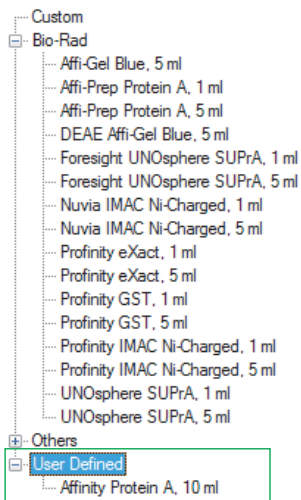 Custom
Bio-Rad
Affi-Gel Blue, 5 ml
Affi-Prep Protein A, 1 ml
Affi-Prep Protein A, 5 ml
DEAE Affi-Gel Blue, 5 ml
Foresight UNOsphere SUPrA, 1 ml
Foresight UNOsphere SUPrA, 5 ml
Nuvia IMAC Ni-Charged, 1 ml
Nuvia IMAC Ni-Charged, 5 ml
Profinity eXact, 1 ml
Profinity eXact, 5 ml
Profinity GST, 1 ml
Profinity GST, 5 ml
Profinity IMAC Ni-Charged, 1 ml
Profinity IMAC Ni-Charged, 5 ml
UNOsphere SUPrA, 1 ml
UNOsphere SUPrA, 5 ml
Others
User Defined
Affinity Protein A, 10 ml